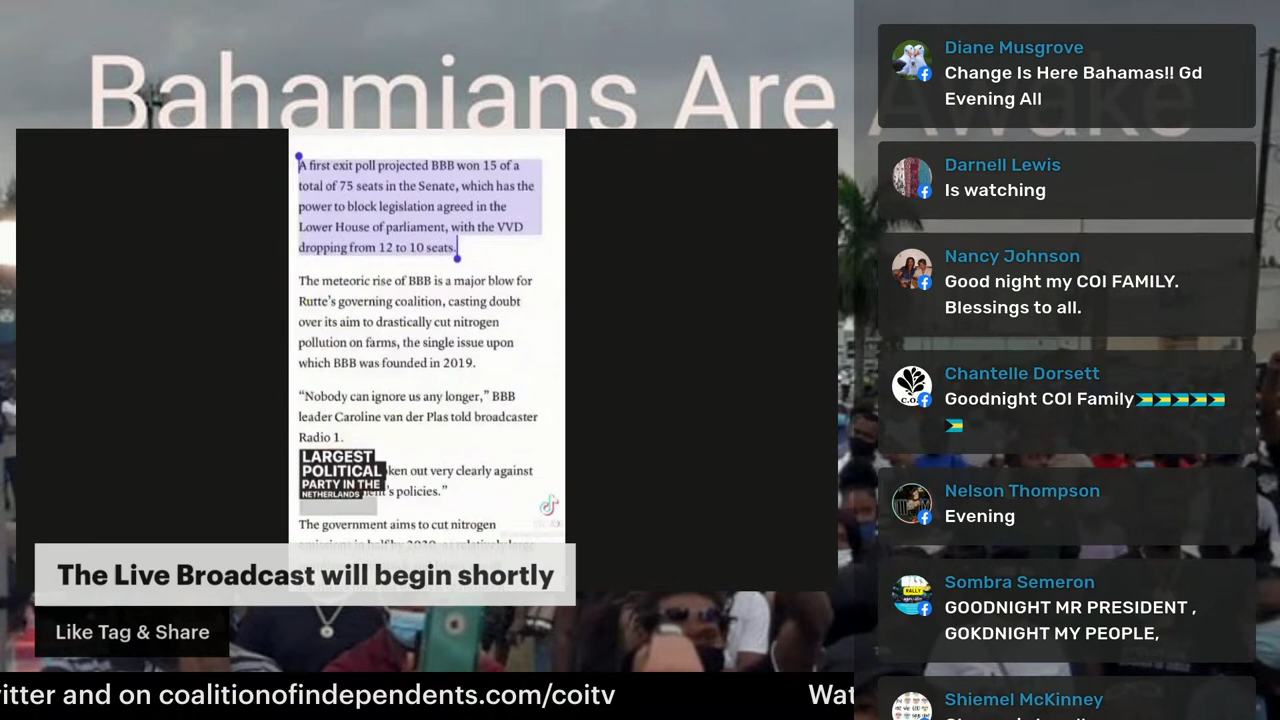 Bahamians Are Awake
A first exit poll projected BBB won 15 of a
total of 75 seats in the Senate, which has the
power to block legislation agreed in the
Lower House of parliament, with the VVD
dropping from 12 to 10 seats.
The meteoric rise of BBB is a major blow for
Rutte's governing coalition, casting doubt
over its aim to drastically cut nitrogen
pollution on farms, the single issue upon
which BBB was founded in 2019.
“Nobody can ignore us any longer,” BBB
leader Caroline van der Plas told broadcaster
Radio 1.
LARGEST
POLITICAL
PARTY IN THE
NETHERLANDS
ken out very clearly against
's policies.”
The government aims to cut nitrogen
The Live Broadcast will begin shortly
Like Tag & Share
itter and on coalitionofindependents.com/coitv
Wat
Diane Musgrove
Change Is Here Bahamas!! Gd
Evening All
Darnell Lewis
Is watching
Nancy Johnson
Good night my COI FAMILY.
Blessings to all.
Chantelle Dorsett
Goodnight COI Family🇧🇸🇧🇸🇧🇸🇧🇸🇧🇸
🇧🇸
C.O.I
Nelson Thompson
Evening
Sombra Semeron
GOODNIGHT MR PRESIDENT ,
GOKDNIGHT MY PEOPLE,
RALLY
Shiemel McKinney